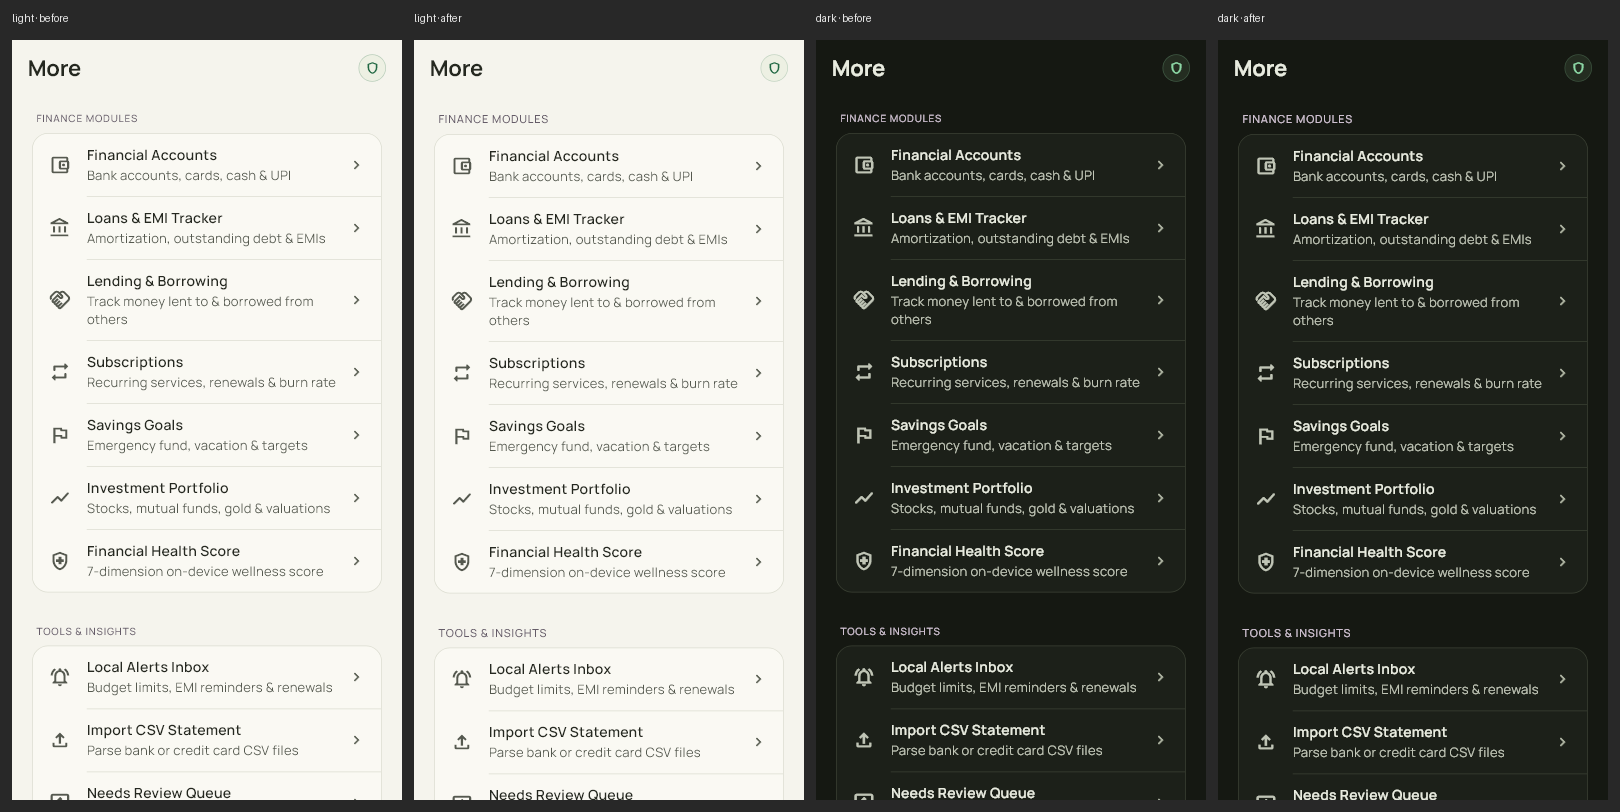 light·before
More
FINANCE MODULES
Financial Accounts
Bank accounts, cards, cash & UPI
Loans & EMI Tracker
Amortization, outstanding debt & EMIs
Lending & Borrowing
Track money lent to & borrowed from
others
Subscriptions
Recurring services, renewals & burn rate
Savings Goals
Emergency fund, vacation & targets
Investment Portfolio
Stocks, mutual funds, gold & valuations
Financial Health Score
7-dimension on-device wellness score
TOOLS & INSIGHTS
Local Alerts Inbox
Budget limits, EMI reminders & renewals
Import CSV Statement
Parse bank or credit card CSV files
Needs Review Queue
light·after
More
FINANCE MODULES
Financial Accounts
Bank accounts, cards, cash & UPI
Loans & EMI Tracker
Amortization, outstanding debt & EMIs
Lending & Borrowing
Track money lent to & borrowed from
others
Subscriptions
Recurring services, renewals & burn rate
Savings Goals
Emergency fund, vacation & targets
Investment Portfolio
Stocks, mutual funds, gold & valuations
Financial Health Score
7-dimension on-device wellness score
TOOLS & INSIGHTS
Local Alerts Inbox
Budget limits, EMI reminders & renewals
Import CSV Statement
Parse bank or credit card CSV files
Needs Review Queue
dark·before
More
FINANCE MODULES
Financial Accounts
Bank accounts, cards, cash & UPI
Loans & EMI Tracker
Amortization, outstanding debt & EMIs
Lending & Borrowing
Track money lent to & borrowed from
others
Subscriptions
Recurring services, renewals & burn rate
Savings Goals
Emergency fund, vacation & targets
Investment Portfolio
Stocks, mutual funds, gold & valuations
Financial Health Score
7-dimension on-device wellness score
TOOLS & INSIGHTS
Local Alerts Inbox
Budget limits, EMI reminders & renewals
Import CSV Statement
Parse bank or credit card CSV files
Needs Review Queue
dark·after
More
FINANCE MODULES
Financial Accounts
Bank accounts, cards, cash & UPI
Loans & EMI Tracker
Amortization, outstanding debt & EMIs
Lending & Borrowing
Track money lent to & borrowed from
others
Subscriptions
Recurring services, renewals & burn rate
Savings Goals
Emergency fund, vacation & targets
Investment Portfolio
Stocks, mutual funds, gold & valuations
Financial Health Score
7-dimension on-device wellness score
TOOLS & INSIGHTS
Local Alerts Inbox
Budget limits, EMI reminders & renewals
Import CSV Statement
Parse bank or credit card CSV files
Needs Review Queue